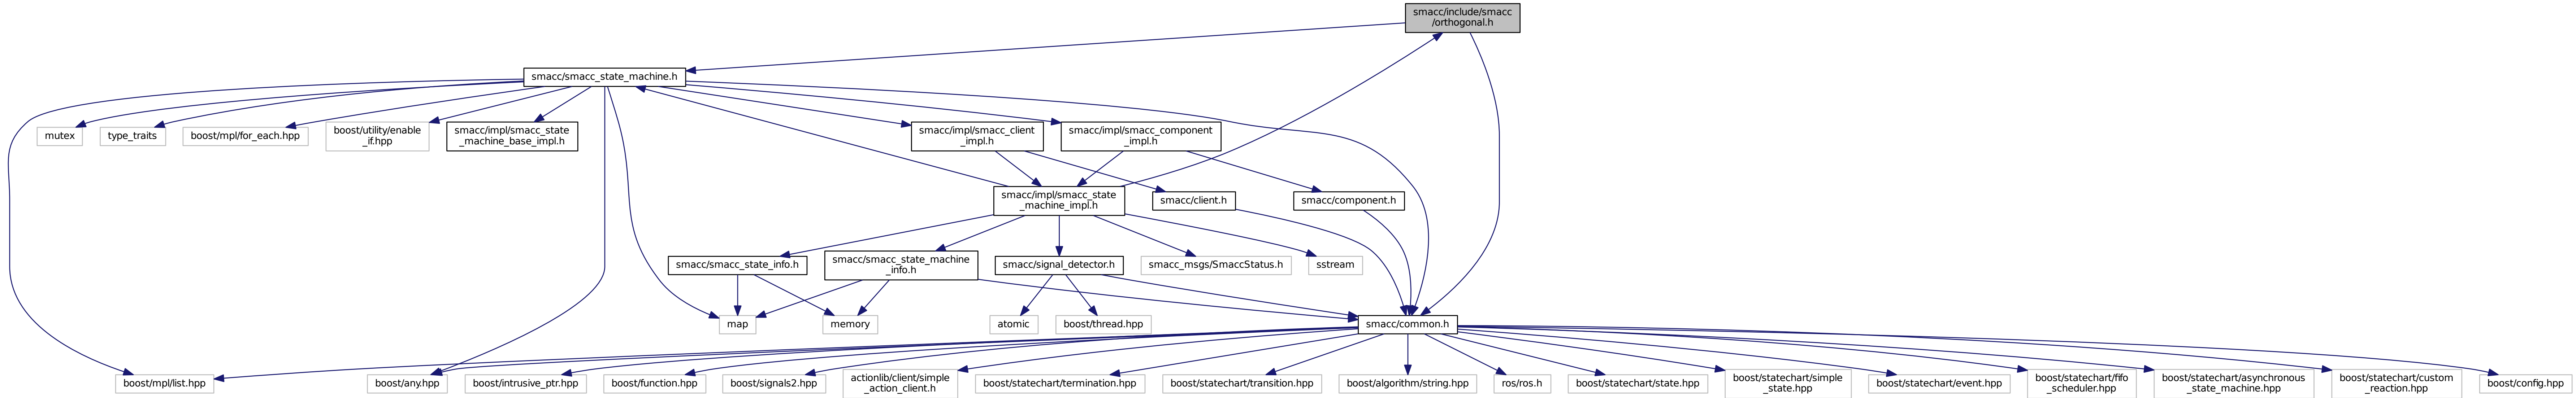 smacc/include/smacc
/orthogonal.h
smacc/smacc_state_machine.h
mutex
type_traits
boost/mpl/for_each.hpp
boost/utility/enable
_if.hpp
smacc/impl/smacc_state
_machine_base_impl.h
smacc/impl/smacc_client
_impl.h
smacc/impl/smacc_component
_impl.h
smacc/impl/smacc_state
_machine_impl.h
smacc/client.h
smacc/component.h
smacc/smacc_state_info.h
smacc/smacc_state_machine
_info.h
smacc/signal_detector.h
smacc_msgs/SmaccStatus.h
sstream
map
memory
atomic
boost/thread.hpp
smacc/common.h
boost/mpl/list.hpp
boost/any.hpp
boost/intrusive_ptr.hpp
boost/function.hpp
boost/signals2.hpp
actionlib/client/simple
_action_client.h
boost/statechart/termination.hpp
boost/statechart/transition.hpp
boost/algorithm/string.hpp
ros/ros.h
boost/statechart/state.hpp
boost/statechart/simple
_state.hpp
boost/statechart/event.hpp
boost/statechart/fifo
_scheduler.hpp
boost/statechart/asynchronous
_state_machine.hpp
boost/statechart/custom
_reaction.hpp
boost/config.hpp